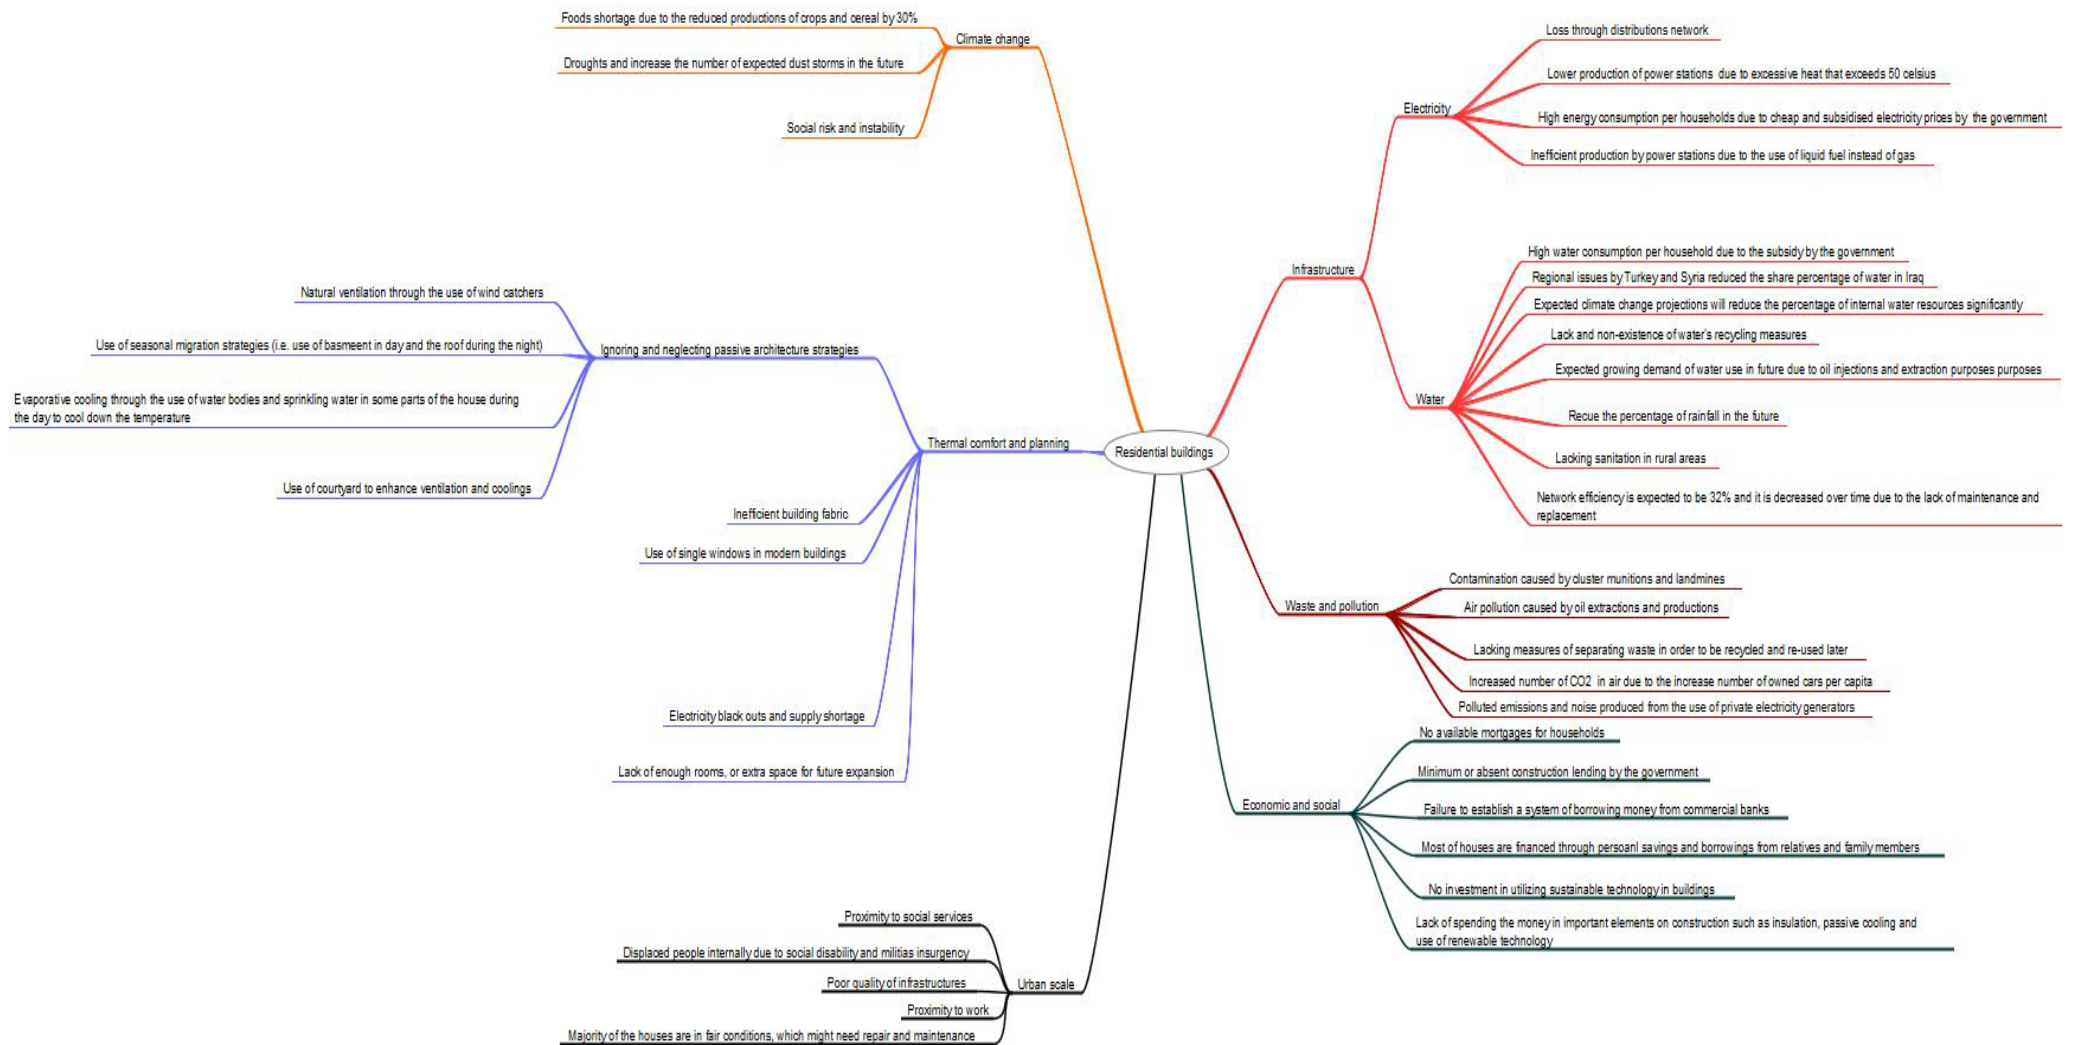 Residential buildings
Climate change
Foods shortage due to the reduced productions of crops and cereal by 30%
Droughts and increase the number of expected dust storms in the future
Social risk and instability
Infrastructure
Electricity
Loss through distributions network
Lower production of power stations due to excessive heat that exceeds 50 celsius
High energy consumption per households due to cheap and subsidised electricity prices by the government
Inefficient production by power stations due to the use of liquid fuel instead of gas
Water
High water consumption per household due to the subsidy by the government
Regional issues by Turkey and Syria reduced the share percentage of water in Iraq
Expected climate change projections will reduce the percentage of internal water resources significantly
Lack and non-existence of water's recycling measures
Expected growing demand of water use in future due to oil injections and extraction purposes purposes
Recue the percentage of rainfall in the future
Lacking sanitation in rural areas
Network efficiency is expected to be 32% and it is decreased over time due to the lack of maintenance and
replacement
Thermal comfort and planning
Ignoring and neglecting passive architecture strategies
Natural ventilation through the use of wind catchers
Use of seasonal migration strategies (i.e. use of basmeent in day and the roof during the night)
Evaporative cooling through the use of water bodies and sprinkling water in some parts of the house during
the day to cool down the temperature
Use of courtyard to enhance ventilation and coolings
Inefficient building fabric
Use of single windows in modern buildings
Electricity black outs and supply shortage
Lack of enough rooms, or extra space for future expansion
Waste and pollution
Contamination caused by cluster munitions and landmines
Air pollution caused by oil extractions and productions
Lacking measures of separating waste in order to be recycled and re-used later
Increased number of CO2 in air due to the increase number of owned cars per capita
Polluted emissions and noise produced from the use of private electricity generators
Economic and social
No available mortgages for households
Minimum or absent construction lending by the government
Failure to establish a system of borrowing money from commercial banks
Most of houses are financed through persoanl savings and borrowings from relatives and family members
No investment in utilizing sustainable technology in buildings
Lack of spending the money in important elements on construction such as insulation, passive cooling and
use of renewable technology
Urban scale
Proximity to social services
Displaced people internally due to social disability and militias insurgency
Poor quality of infrastructures
Proximity to work
Majority of the houses are in fair conditions, which might need repair and maintenance